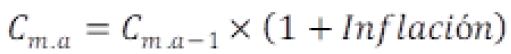 C_{m.a} = C_{m.a-1} × (1 + Inflación)